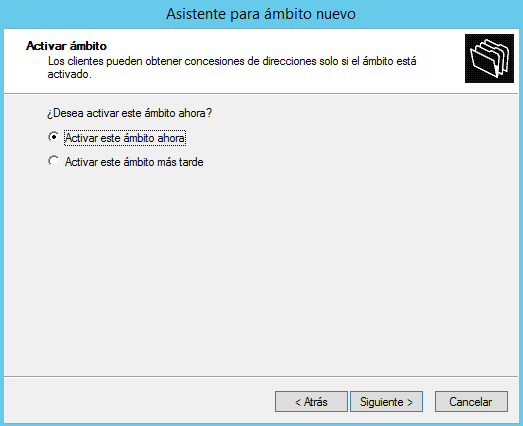 Asistente para ámbito nuevo
Activar ámbito
Los clientes pueden obtener concesiones de direcciones solo si el ámbito está
activado.
¿Desea activar este ámbito ahora?
Activar este ámbito ahora
Activar este ámbito más tarde
< Atrás
Siguiente >
Cancelar